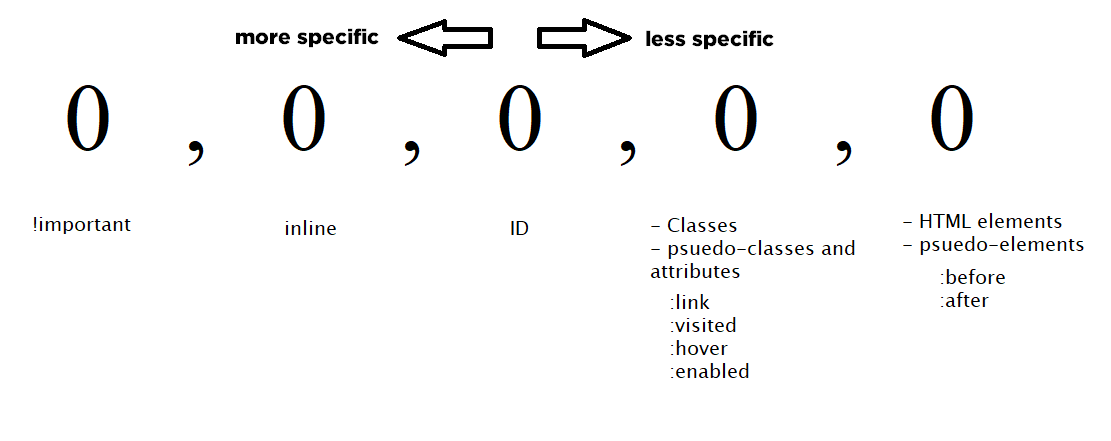 more specific
less specific
0 , 0 , 0 , 0 , 0
!important
inline
ID
- Classes
- psuedo-classes and
attributes
:link
:visited
:hover
:enabled
- HTML elements
- psuedo-elements
:before
:after